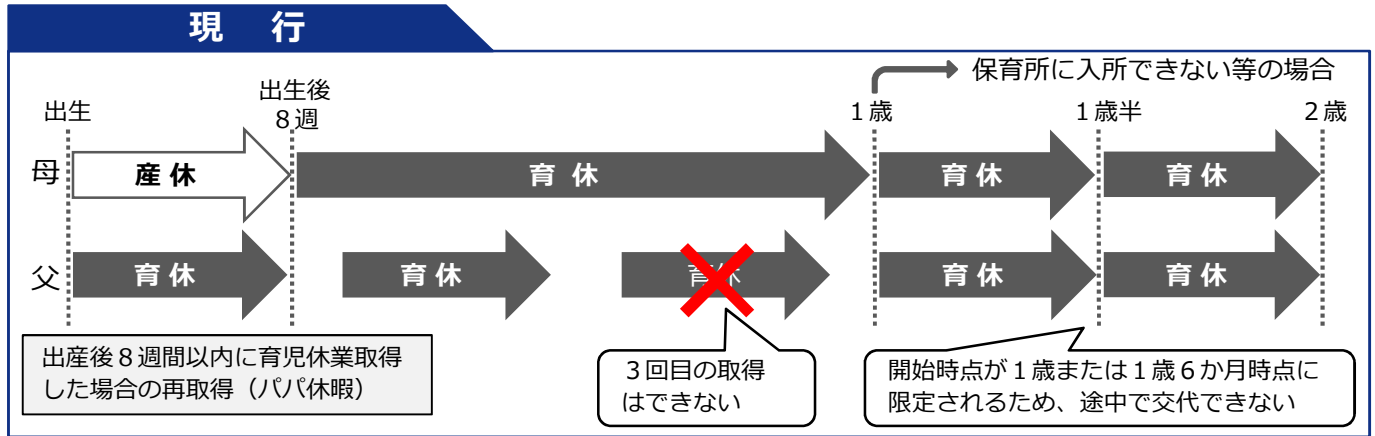 現 行
保育所に入所できない等の場合
出生
出生後
８週
１歳
１歳半
２歳
母
産休
育休
育休
育休
父
育休
育休
育休
育休
育休
出産後８週間以内に育児休業取得
した場合の再取得（パパ休暇）
３回目の取得
はできない
開始時点が１歳または１歳６か月時点に
限定されるため、途中で交代できない